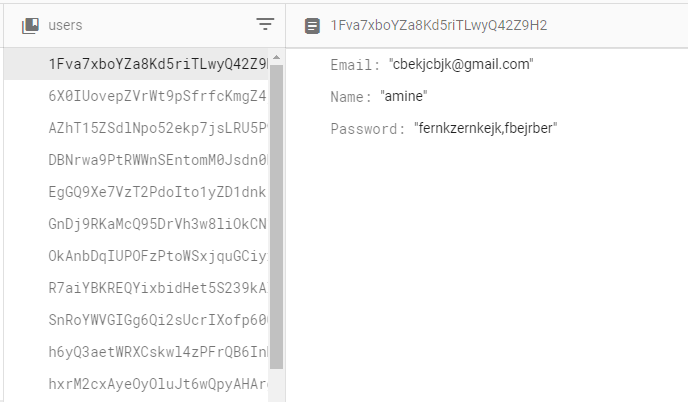 users
1Fva7xboYZa8Kd5riTLwyQ42Z9H2
1Fva7xboYZa8Kd5riTLwyQ42Z9
6X0IUovepZVrWt9pSfrfcKmgZ4
AZhT15ZSdlNpo52ekp7jsLRU5P
DBNrwa9PtRWWnSEntomM0Jsdn0
EgGQ9Xe7VzT2PdoIto1yZD1dnk
GnDj9RKaMcQ95DrVh3w8liOkCN
OkAnbDqIUPOFzPtoWSxjquGCiy
R7aiYBKREQYixbidHet5S239kA
SnRoYWVGIGg6Qi2sUcrIXofp60
h6yQ3aetWRXCskwl4zPFrQB6In
hxrM2cxAyeOyOluJt6wQpyAHAr
Email: "cbekjcbjk@gmail.com"
Name: "amine"
Password: "fernkzernkejk,fbejrber"